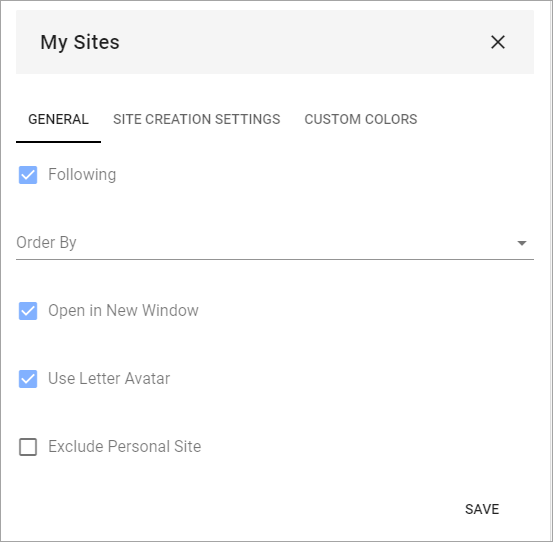 My Sites
GENERAL SITE CREATION SETTINGS CUSTOM COLORS
Following
Order By
Open in New Window
Use Letter Avatar
Exclude Personal Site
SAVE